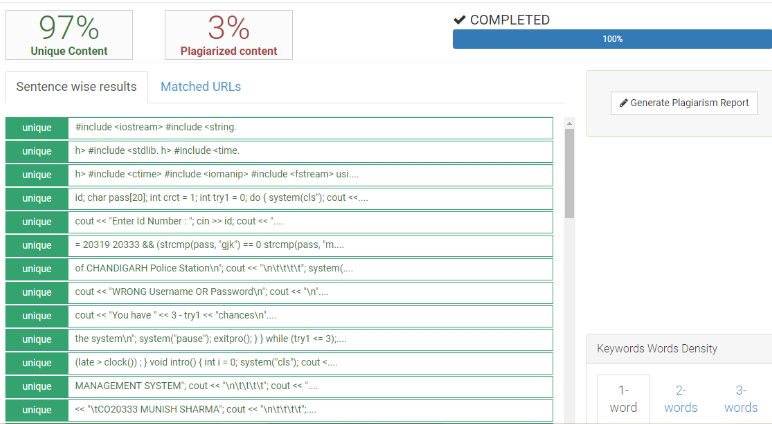 97%
Unique Content
3%
Plagiarized content
COMPLETED
100%
Sentence wise results
Matched URLs
Generate Plagiarism Report
unique #include <iostream> #include <string.
unique h> #include <stdlib. h> #include <time.
unique h> #include <ctime> #include <iomanip> #include <fstream> usi....
unique id; char pass[20]; int crct = 1; int try1 = 0; do { system(cls"); cout <<....
unique cout << "Enter Id Number : "; cin >> id; cout << "....
unique = 20319 20333 && (strcmp(pass, "gjk") == 0 strcmp(pass, "m....
unique of CHANDIGARH Police Station\n"; cout << "\n\t\t\t\t"; system(....
unique cout << "WRONG Username OR Password\n"; cout << "\n"....
unique cout << "You have " << 3 - try1 << "chances\n"....
unique the system\n"; system("pause"); exitpro(); } } while (try1 <= 3);....
unique (late > clock()) ; } void intro() { int i = 0; system("cls"); cout <....
unique MANAGEMENT SYSTEM"; cout << "\n\t\t\t\t"; cout << "....
unique << "\tCO20333 MUNISH SHARMA"; cout << "\n\t\t\t\t";....
Keywords Words Density
1-word
2-words
3-words